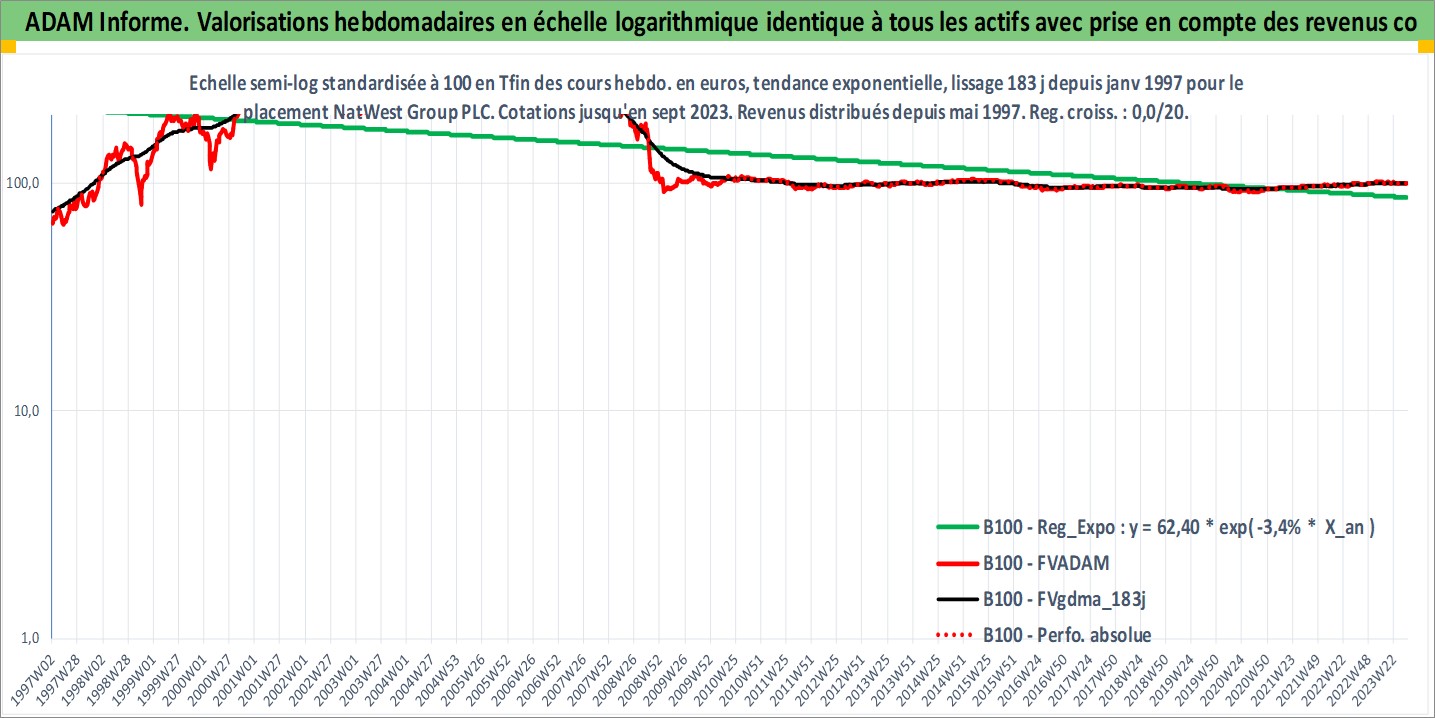 ADAM Informe. Valorisations hebdomadaires en échelle logarithmique identique à tous les actifs avec prise en compte des revenus co
Echelle semi-log standardisée à 100 en Tfin des cours hebdo. en euros, tendance exponentielle, lissage 183 j depuis janv 1997 pour le
placement NatWest Group PLC. Cotations jusqu'en sept 2023. Revenus distribués depuis mai 1997. Reg. croiss. : 0,0/20.
100,0
10,0
1,0
B100 - Reg_Expo : y = 62,40 * exp( -3,4% * X_an )
B100 - FVADAM
B100 - FVgdma_183j
B100 - Perfo. absolue
1997W02
1997W28
1998W02
1998W28
1999W01
1999W27
2000W01
2000W27
2001W01
2001W27
2002W01
2002W27
2003W01
2003W27
2004W01
2004W27
2004W53
2005W26
2005W52
2006W26
2006W52
2007W26
2007W52
2008W26
2008W52
2009W26
2009W52
2010W25
2010W51
2011W25
2011W51
2012W25
2012W51
2013W25
2013W51
2014W25
2014W51
2015W25
2015W51
2016W24
2016W50
2017W24
2017W50
2018W24
2018W50
2019W24
2019W50
2020W24
2020W50
2021W23
2021W49
2022W22
2022W48
2023W22